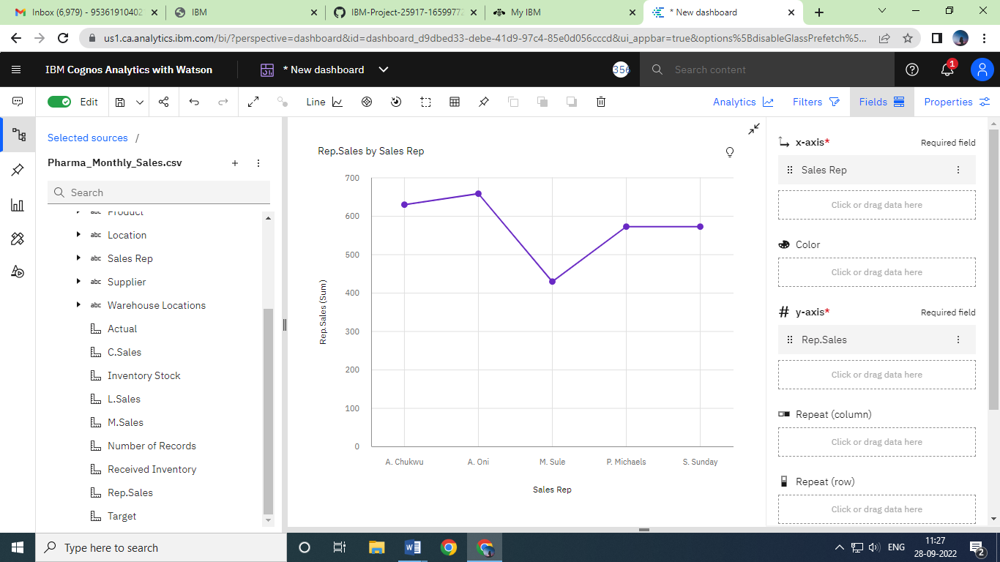 Inbox (6,979) - 95361910402
IBM
IBM-Project-25917-16599772
My IBM
* New dashboard
us1.ca.analytics.ibm.com/bi/?perspective=dashboard&id=dashboard_d9dbed33-debe-41d9-97c4-85e0d056cccd&ui_appbar=true&options%5BdisableGlassPrefetch%5...
IBM Cognos Analytics with Watson
* New dashboard
356
Search content
1
Edit
Line
Analytics
Filters
Fields
Properties
Selected sources /
Pharma_Monthly_Sales.csv
Search
abc Product
abc Location
abc Sales Rep
abc Supplier
abc Warehouse Locations
Actual
C.Sales
Inventory Stock
L.Sales
M.Sales
Number of Records
Received Inventory
Rep.Sales
Target
Rep.Sales by Sales Rep
700
600
500
400
300
200
100
0
Rep.Sales (Sum)
A. Chukwu
A. Oni
M. Sule
P. Michaels
S. Sunday
Sales Rep
x-axis* Required field
Sales Rep
Click or drag data here
Color
Click or drag data here
y-axis* Required field
Rep.Sales
Click or drag data here
Repeat (column)
Click or drag data here
Repeat (row)
Click or drag data here
Type here to search
ENG
11:27
28-09-2022
2